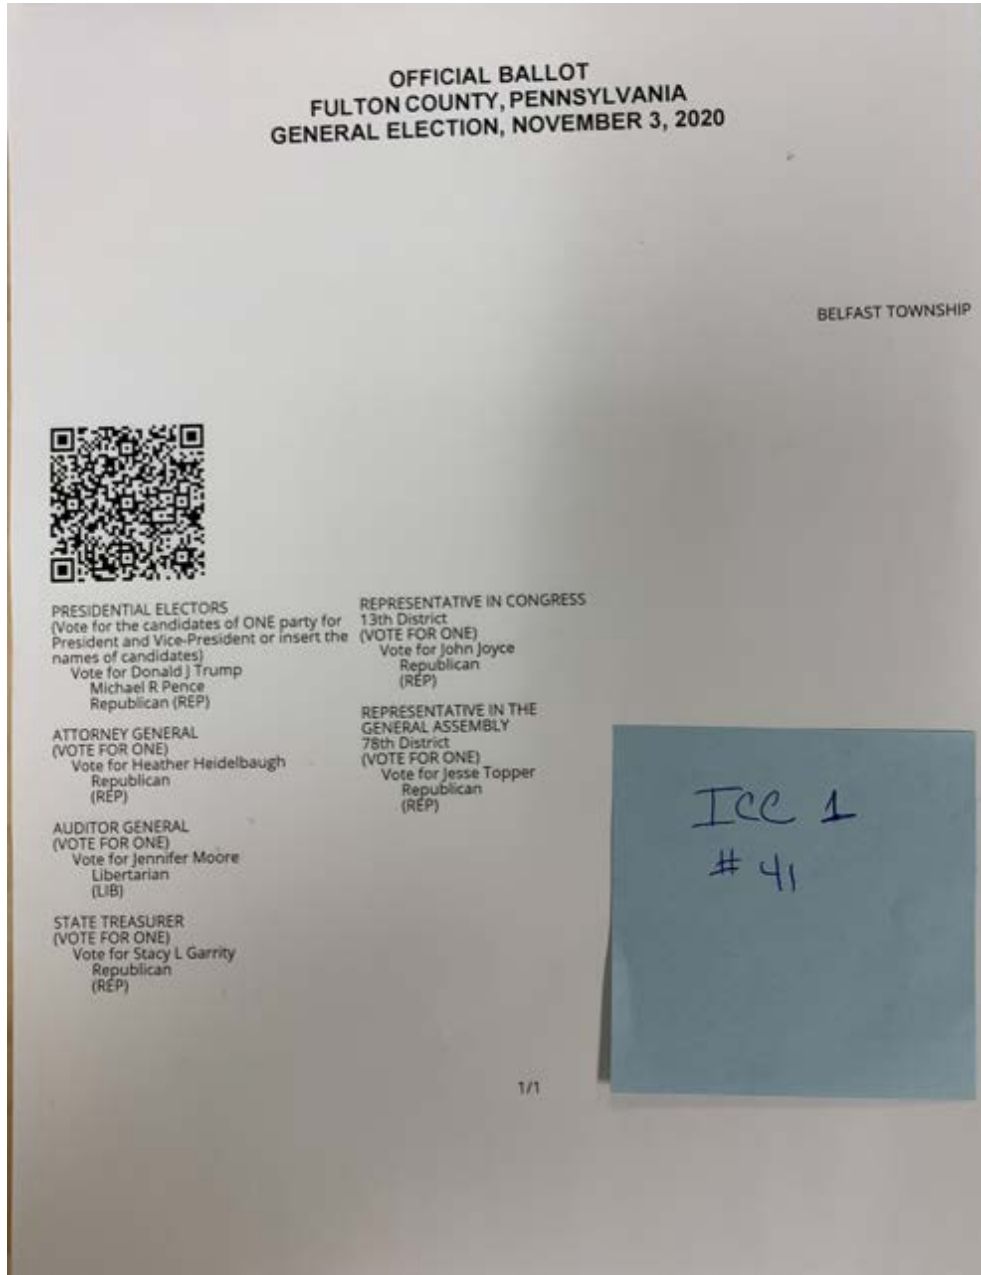 OFFICIAL BALLOT
FULTON COUNTY, PENNSYLVANIA
GENERAL ELECTION, NOVEMBER 3, 2020
BELFAST TOWNSHIP
PRESIDENTIAL ELECTORS
(Vote for the candidates of ONE party for
President and Vice-President or insert the
names of candidates)
Vote for Donald J Trump
Michael R Pence
Republican (REP)
ATTORNEY GENERAL
(VOTE FOR ONE)
Vote for Heather Heidelbaugh
Republican
(REP)
AUDITOR GENERAL
(VOTE FOR ONE)
Vote for Jennifer Moore
Libertarian
(LIB)
STATE TREASURER
(VOTE FOR ONE)
Vote for Stacy L Garrity
Republican
(REP)
REPRESENTATIVE IN CONGRESS
13th District
(VOTE FOR ONE)
Vote for John Joyce
Republican
(REP)
REPRESENTATIVE IN THE
GENERAL ASSEMBLY
78th District
(VOTE FOR ONE)
Vote for Jesse Topper
Republican
(REP)
ICC 1
# 41
1/1